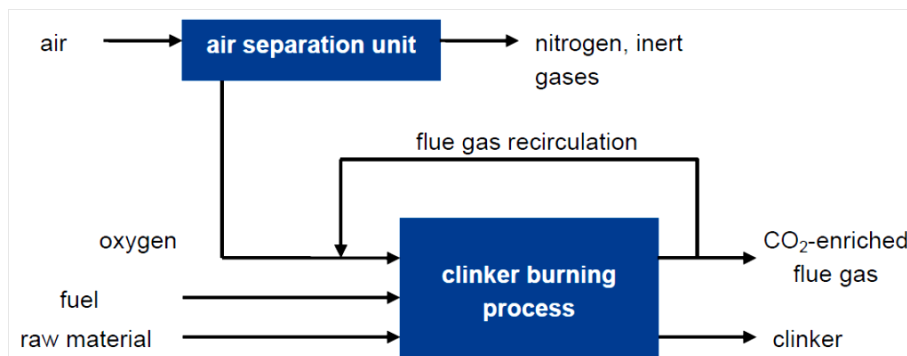 air
air separation unit
nitrogen, inert
gases
flue gas recirculation
oxygen
CO₂-enriched
flue gas
clinker burning
process
fuel
raw material
clinker